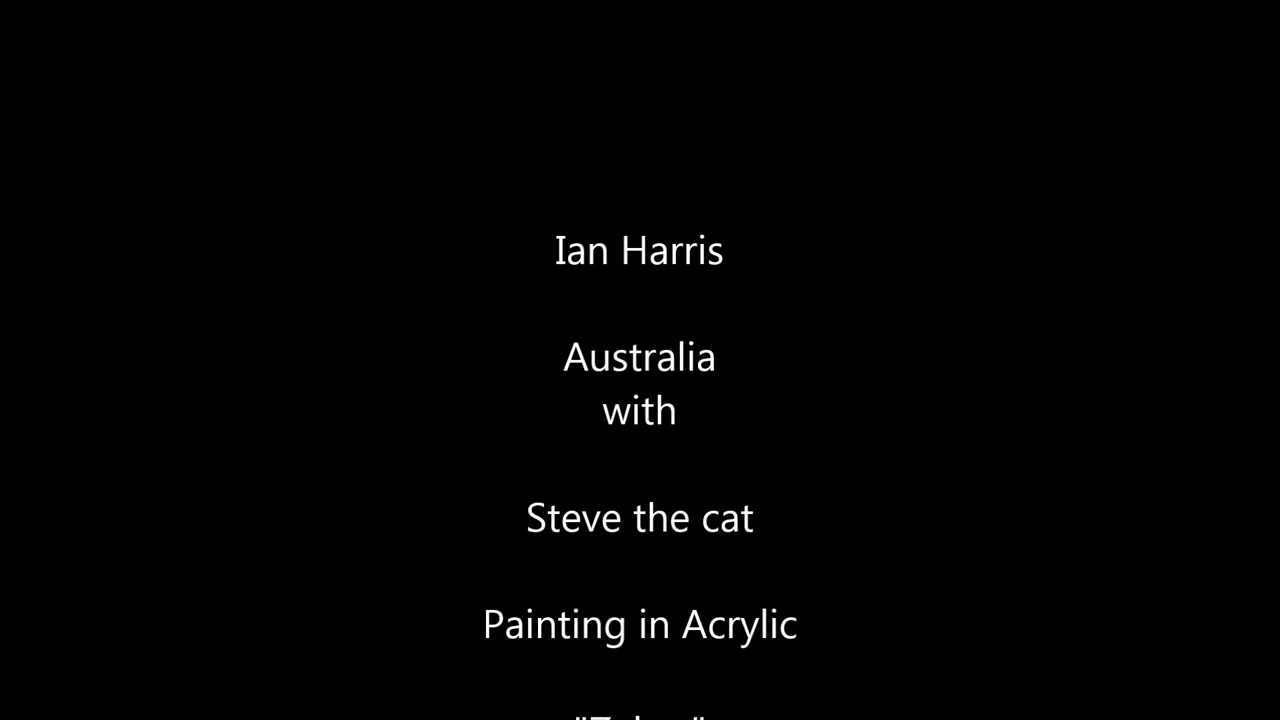 Ian Harris
Australia
with
Steve the cat
Painting in Acrylic